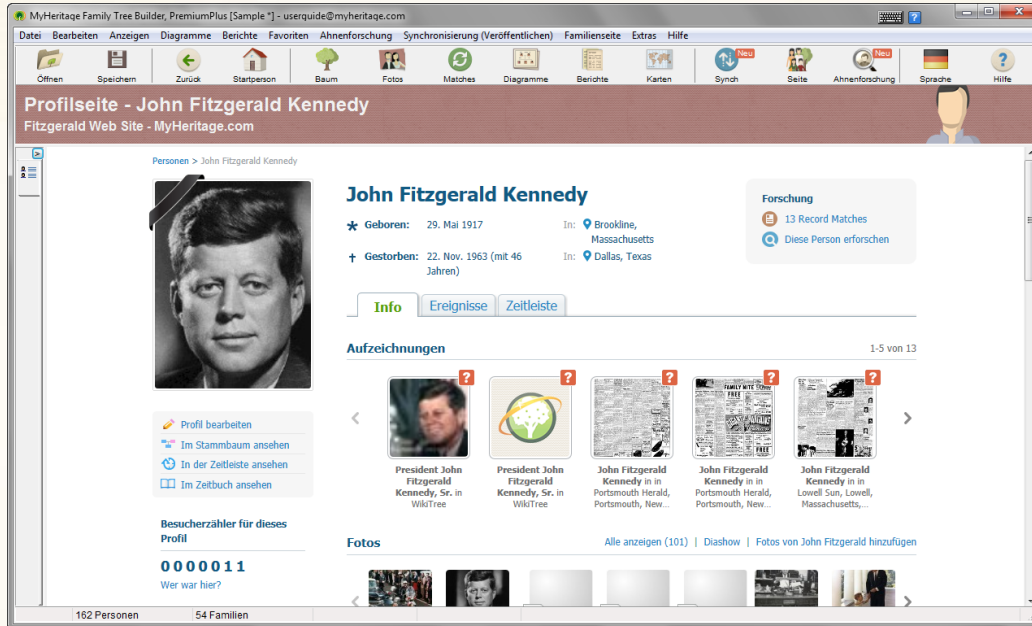 MyHeritage Family Tree Builder, PremiumPlus [Sample *] - userguide@myheritage.com
Datei Bearbeiten Anzeigen Diagramme Berichte Favoriten Ahnenforschung Synchronisierung (Veröffentlichen) Familienseite Extras Hilfe
Neu Neu
Öffnen Speichern Zurück Startperson Baum Fotos Matches Diagramme Berichte Karten Synch Seite Ahnenforschung Sprache Hilfe
Profilseite - John Fitzgerald Kennedy
Fitzgerald Web Site - MyHeritage.com
Personen > John Fitzgerald Kennedy
John Fitzgerald Kennedy
Geboren: 29. Mai 1917 In: Brookline, Massachusetts
Gestorben: 22. Nov. 1963 (mit 46 Jahren) In: Dallas, Texas
Forschung
13 Record Matches
Diese Person erforschen
Info Ereignisse Zeitleiste
Aufzeichnungen 1-5 von 13
President John Fitzgerald Kennedy, Sr. in WikiTree
President John Fitzgerald Kennedy, Sr. in WikiTree
John Fitzgerald Kennedy in in Portsmouth Herald, Portsmouth, New...
John Fitzgerald Kennedy in in Portsmouth Herald, Portsmouth, New...
John Fitzgerald Kennedy in in Lowell Sun, Lowell, Massachusetts,...
Profil bearbeiten
Im Stammbaum ansehen
In der Zeitleiste ansehen
Im Zeitbuch ansehen
Besucherzähler für dieses Profil
0000011
Wer war hier?
Fotos Alle anzeigen (101) | Diashow | Fotos von John Fitzgerald hinzufügen
162 Personen 54 Familien